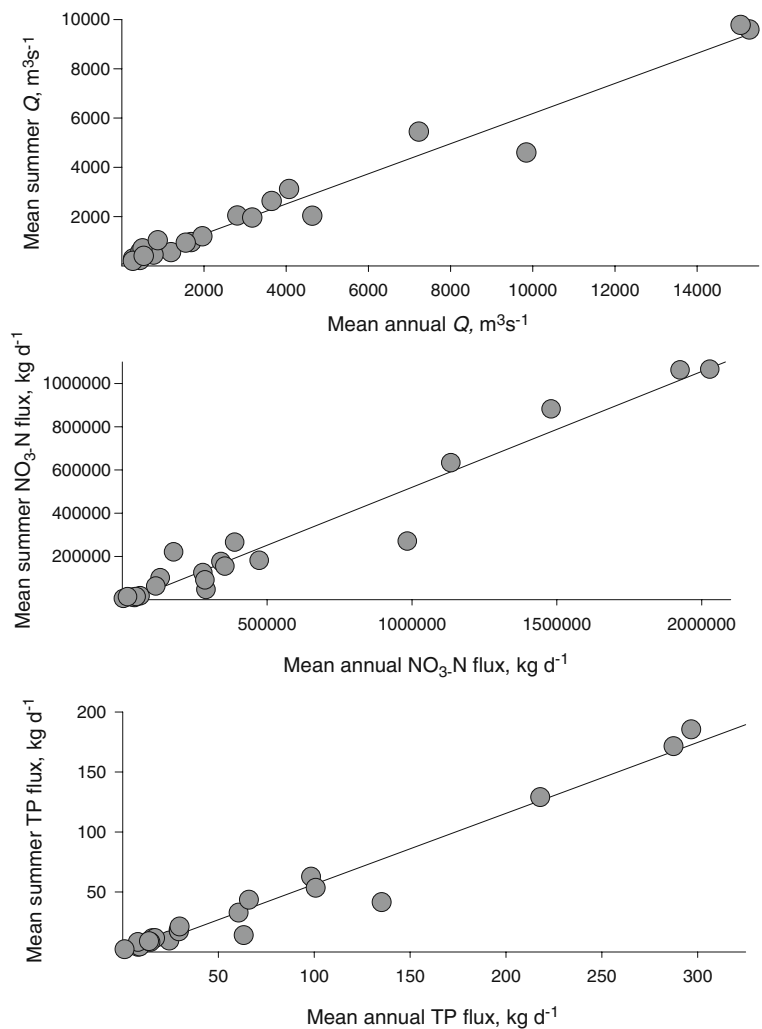 10000
8000
6000
4000
2000
Mean summer Q, m³s⁻¹
2000 4000 6000 8000 10000 12000 14000
Mean annual Q, m³s⁻¹
1000000
800000
600000
400000
200000
Mean summer NO₃-N flux, kg d⁻¹
500000 1000000 1500000 2000000
Mean annual NO₃-N flux, kg d⁻¹
200
150
100
50
Mean summer TP flux, kg d⁻¹
50 100 150 200 250 300
Mean annual TP flux, kg d⁻¹